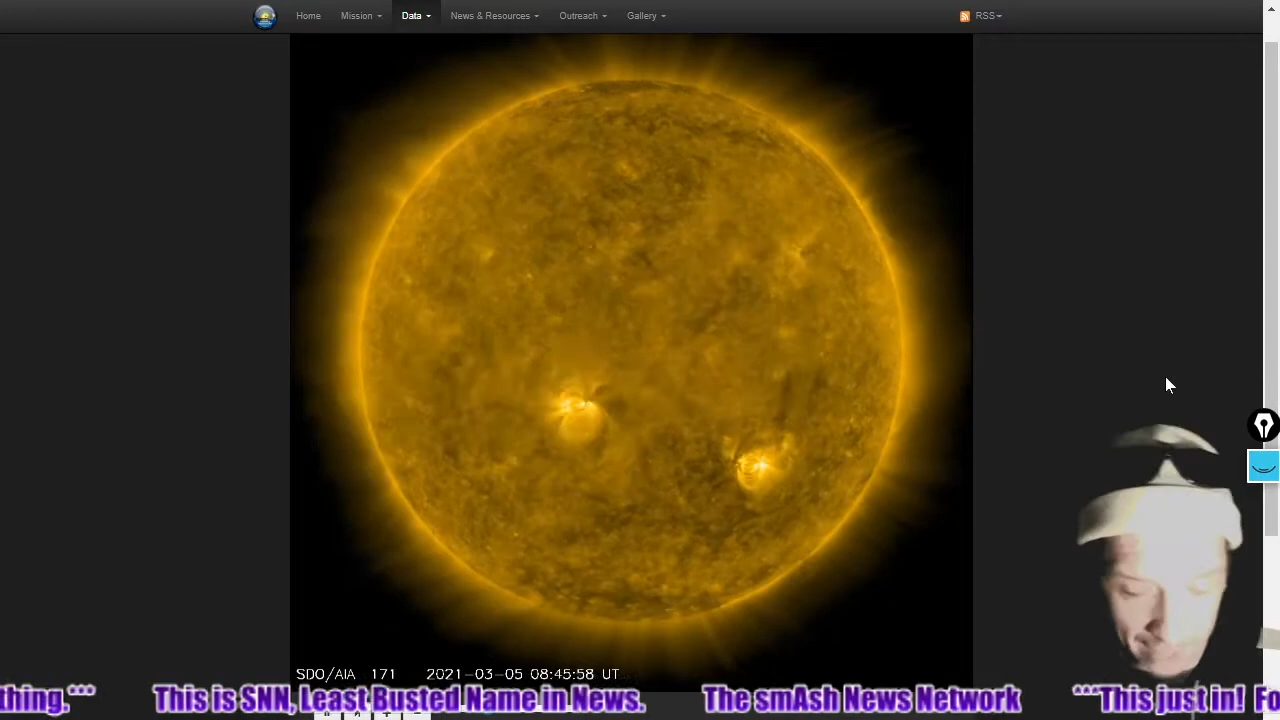 Home Mission Data News & Resources Outreach Gallery RSS
SDO/AIA 171 2021-03-05 08:45:58 UT
thing.*** This is SNN, Least Busted Name in News. The smAsh News Network ***This just in!